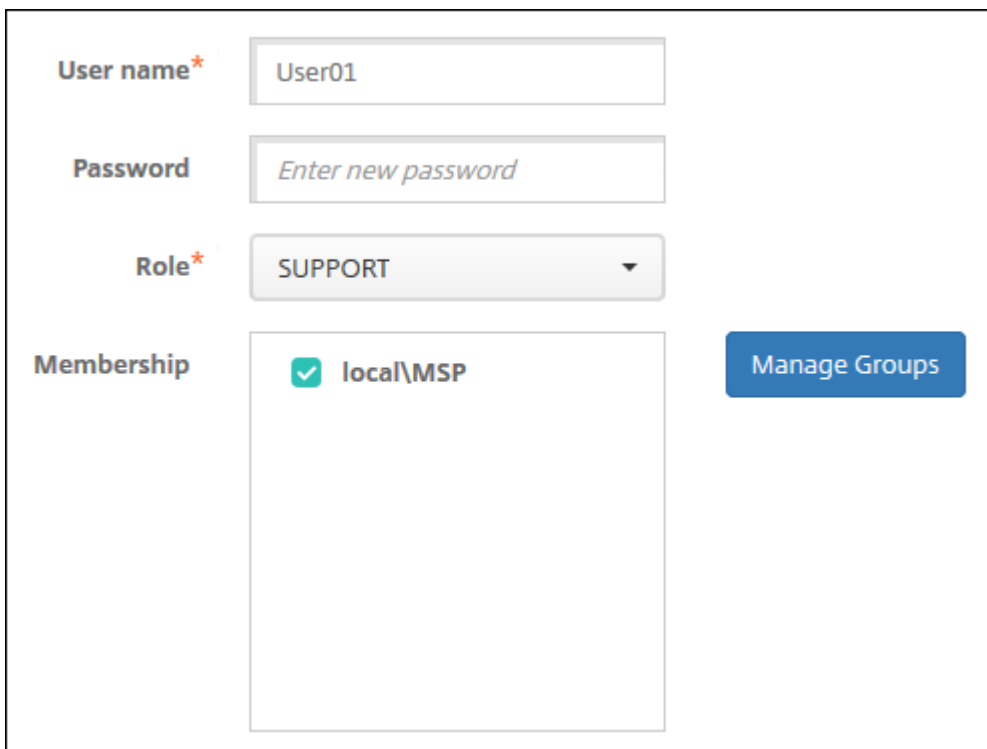 User name* User01
Password Enter new password
Role* SUPPORT
Membership local\MSP Manage Groups